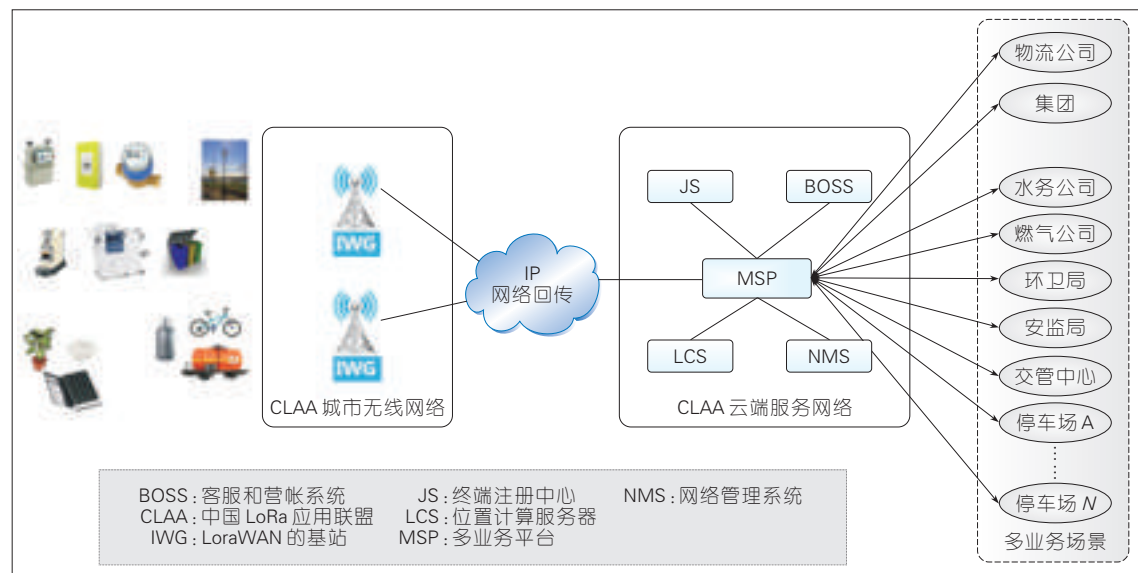 物流公司
集团
水务公司
燃气公司
环卫局
安监局
交管中心
停车场 A
停车场 N
多业务场景
IWG
IWG
CLAA 城市无线网络
IP
网络回传
JS
BOSS
MSP
LCS
NMS
CLAA 云端服务网络
BOSS：客服和营帐系统 JS：终端注册中心 NMS：网络管理系统
CLAA：中国 LoRa 应用联盟 LCS：位置计算服务器
IWG：LoraWAN 的基站 MSP：多业务平台